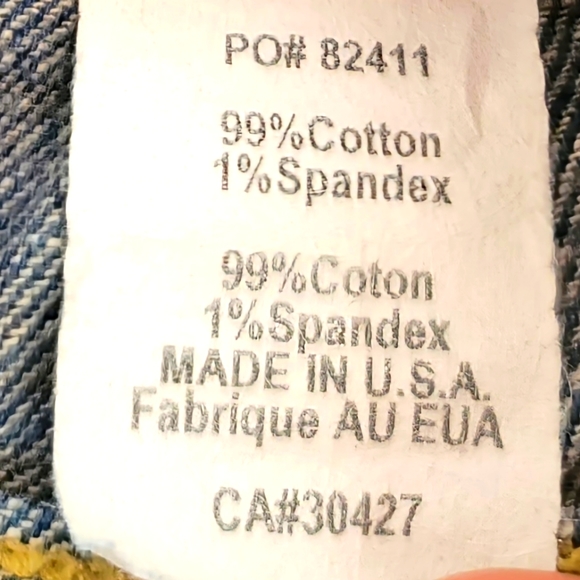 PO# 82411
99%Cotton
1%Spandex
99%Coton
1%Spandex
MADE IN U.S.A.
Fabrique AU EUA
CA#30427